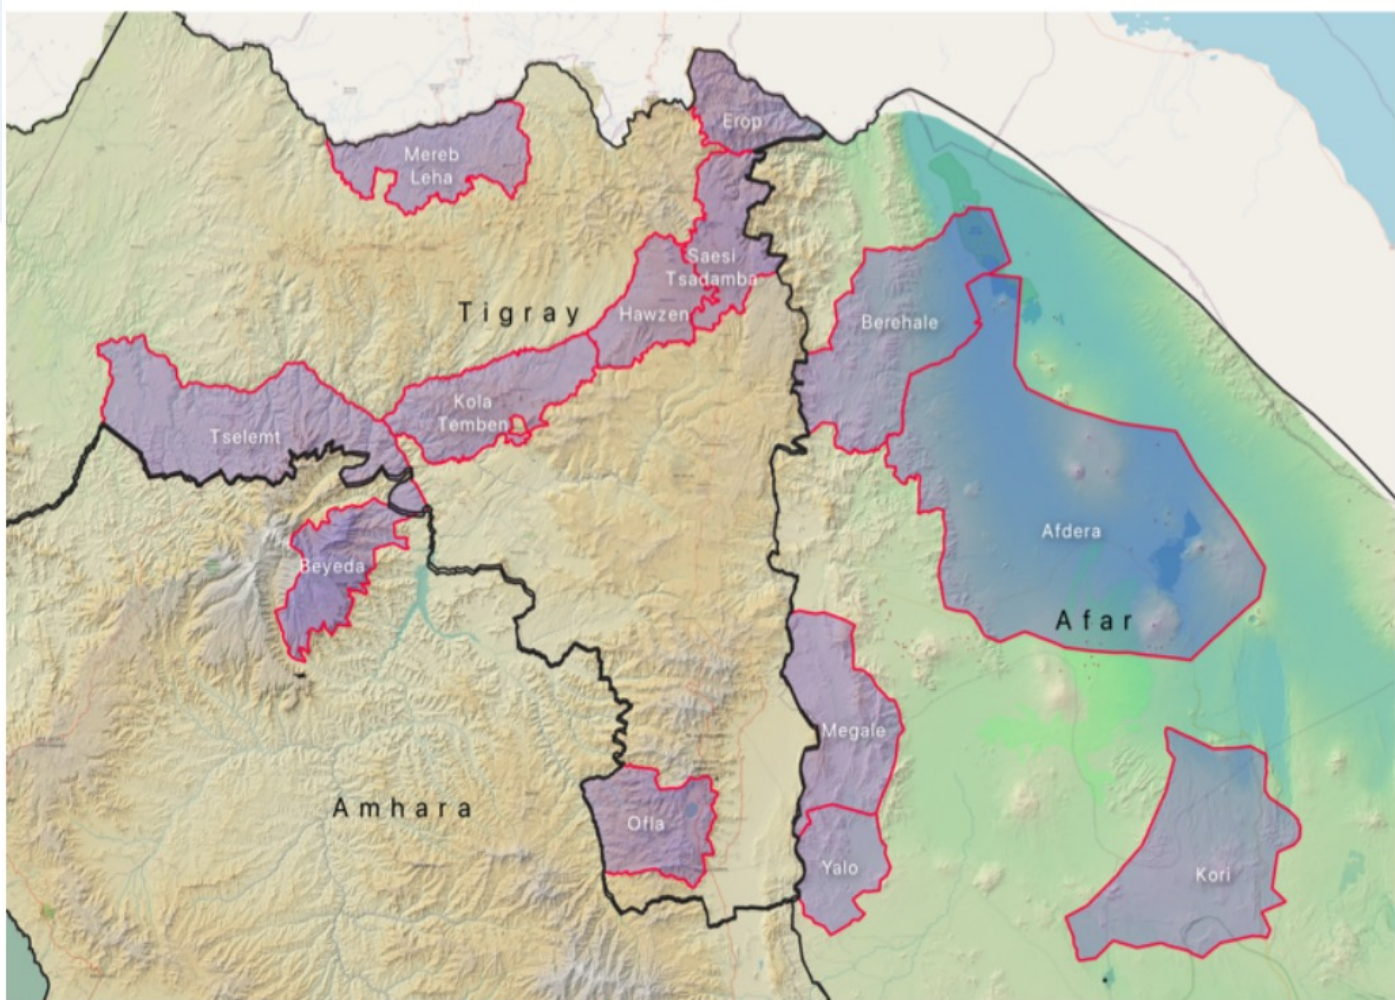 Erop
Mereb
Leha
Saesi
Tsadamba
Tigray
Hawzen
Berehale
Kola
Temben
Tselemt
Afdera
Beyeda
Afar
Megale
Amhara
Ofla
Yalo
Kori